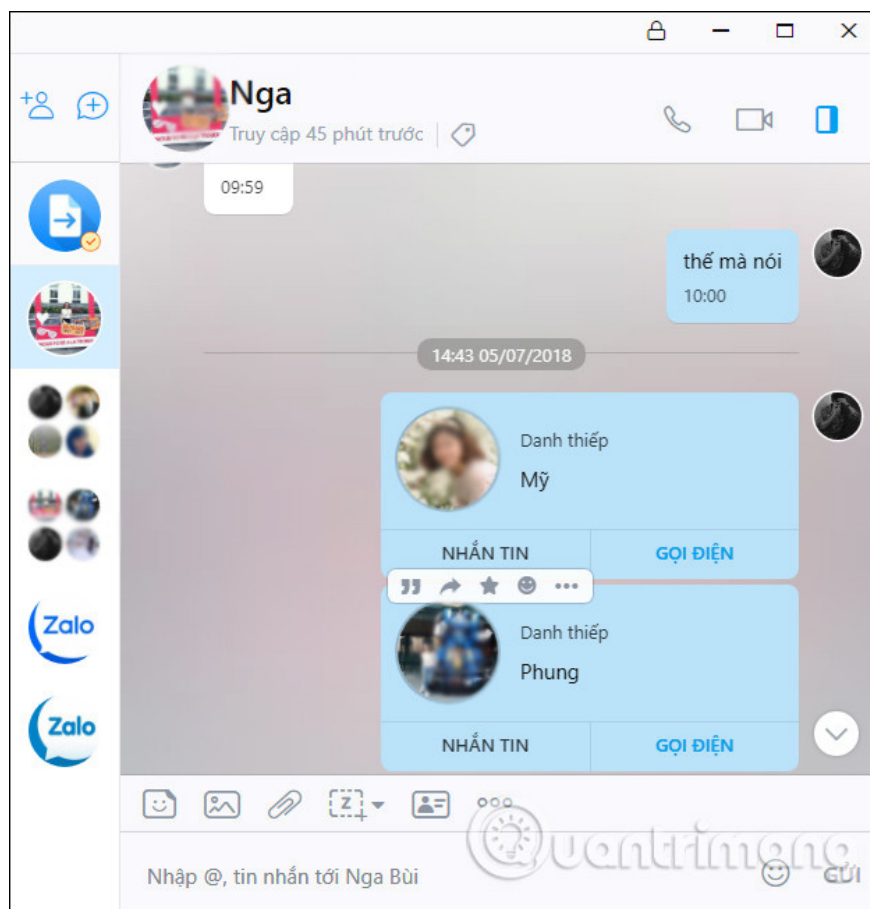 Nga
Truy cập 45 phút trước
09:59
thế mà nói
10:00
14:43 05/07/2018
Danh thiếp
Mỹ
NHẮN TIN
GỌI ĐIỆN
Danh thiếp
Phung
NHẮN TIN
GỌI ĐIỆN
Zalo
Zalo
Z
Quantrimang
Nhập @, tin nhắn tới Nga Bùi
GỬI